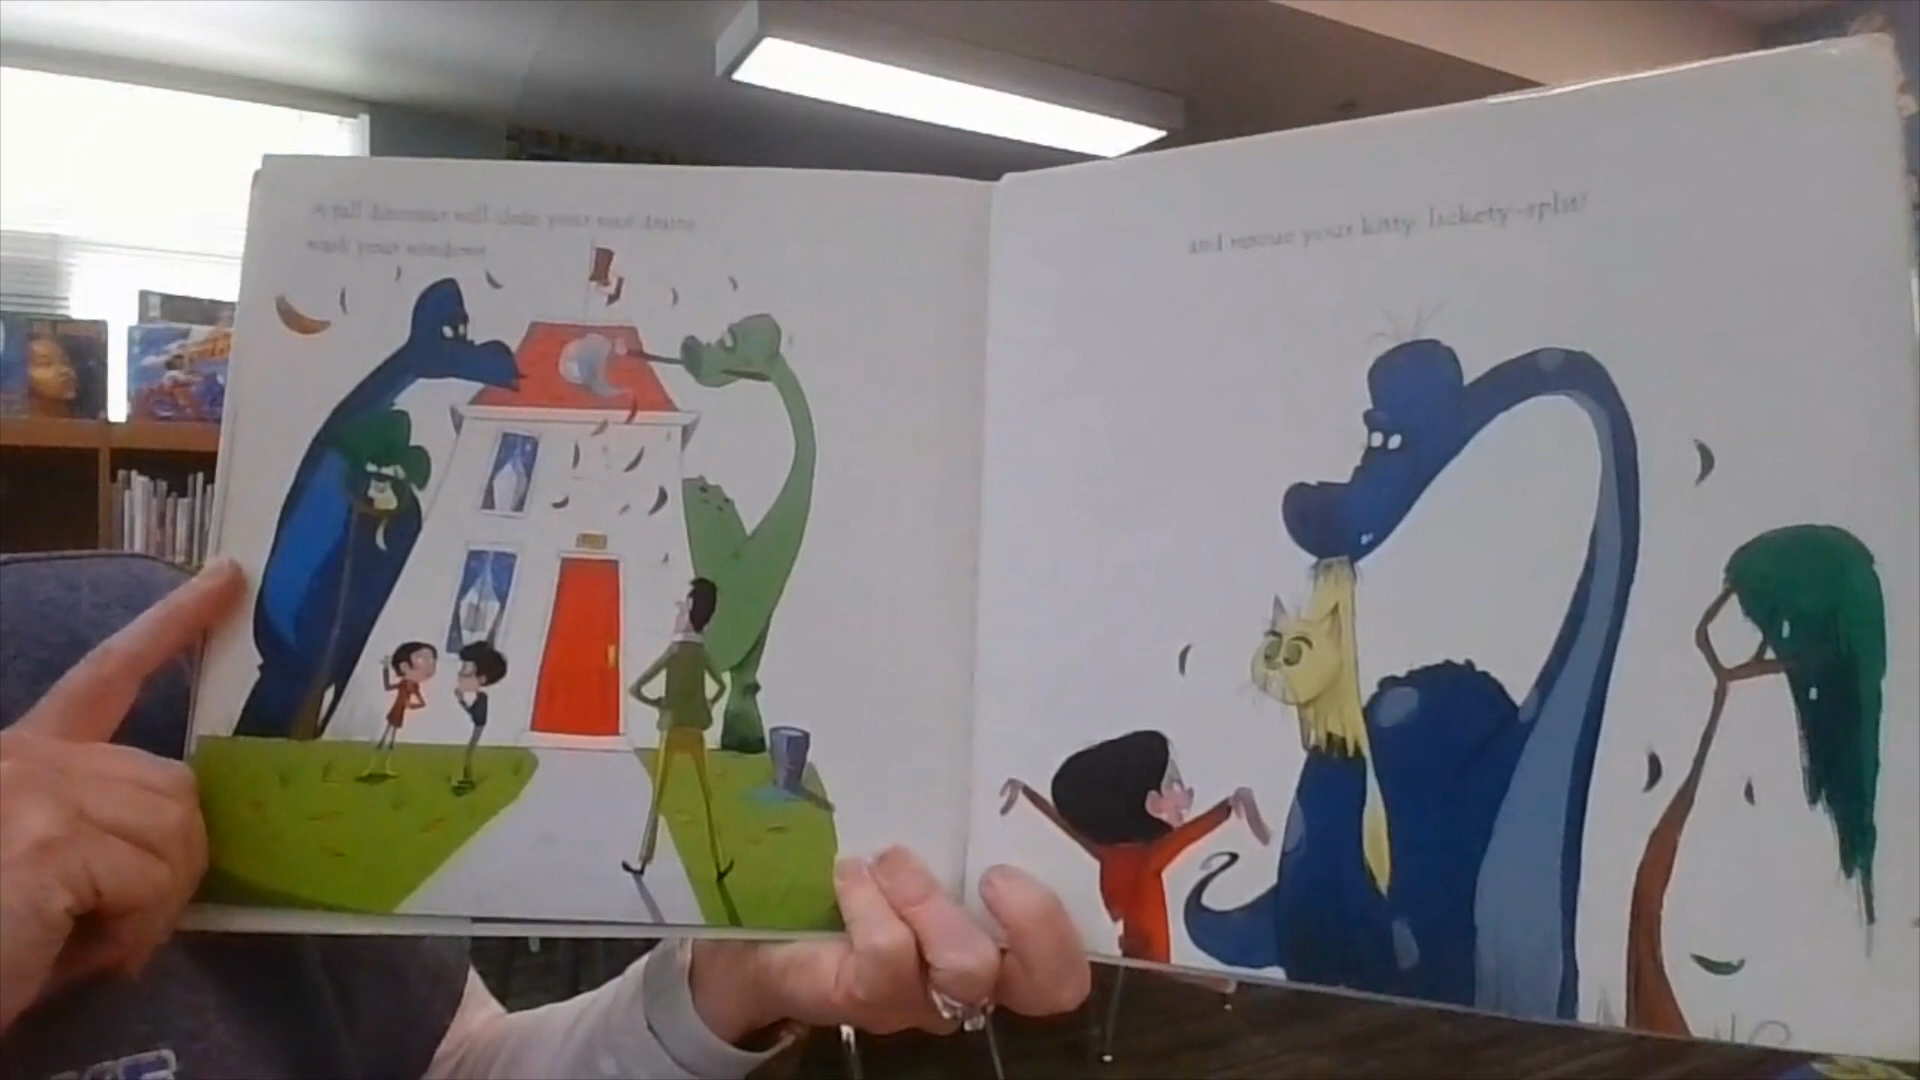 A tall dinosaur will clean your roof drains,
wash your windows
and rescue your kitty, lickety-split!